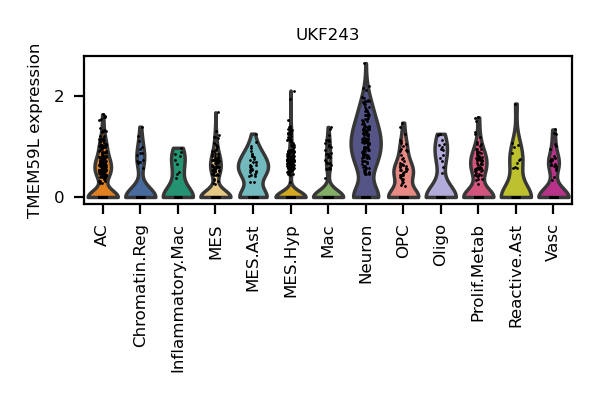 UKF243
TMEM59L expression
2
0
AC
Chromatin.Reg
Inflammatory.Mac
MES
MES.Ast
MES.Hyp
Mac
Neuron
OPC
Oligo
Prolif.Metab
Reactive.Ast
Vasc